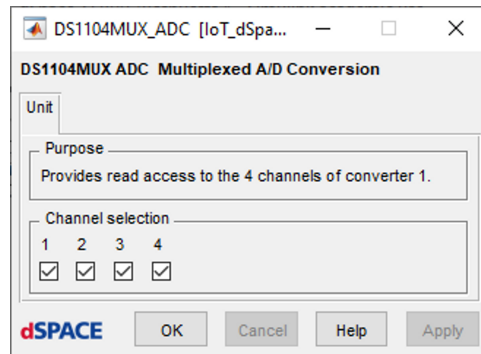 DS1104MUX_ADC [IoT_dSpa...
DS1104MUX ADC Multiplexed A/D Conversion
Unit
Purpose
Provides read access to the 4 channels of converter 1.
Channel selection
1 2 3 4
dSPACE OK Cancel Help Apply